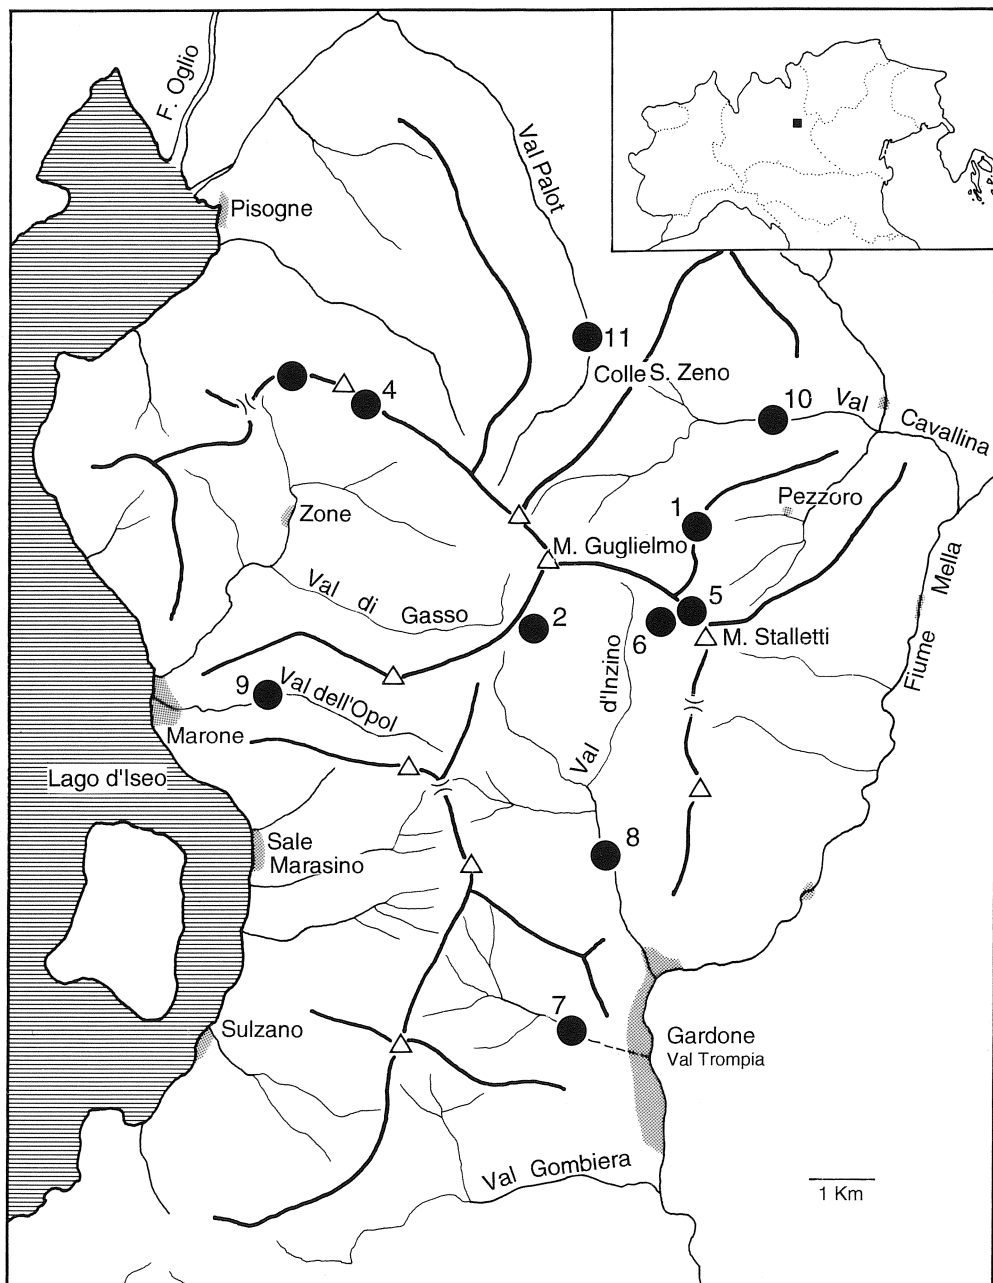 F. Oglio
Val Palot
Pisogne
11
Colle S. Zeno
4
10
Val Cavallina
Pezzoro
1
Zone
M. Guglielmo
Mella
Fiume
Val di Gasso
5
2
6
M. Stalletti
Val d'Inzino
9
Val dell'Opol
Marone
Lago d'Iseo
8
Sale
Marasino
7
Sulzano
Gardone
Val Trompia
Val Gombiera
1 Km